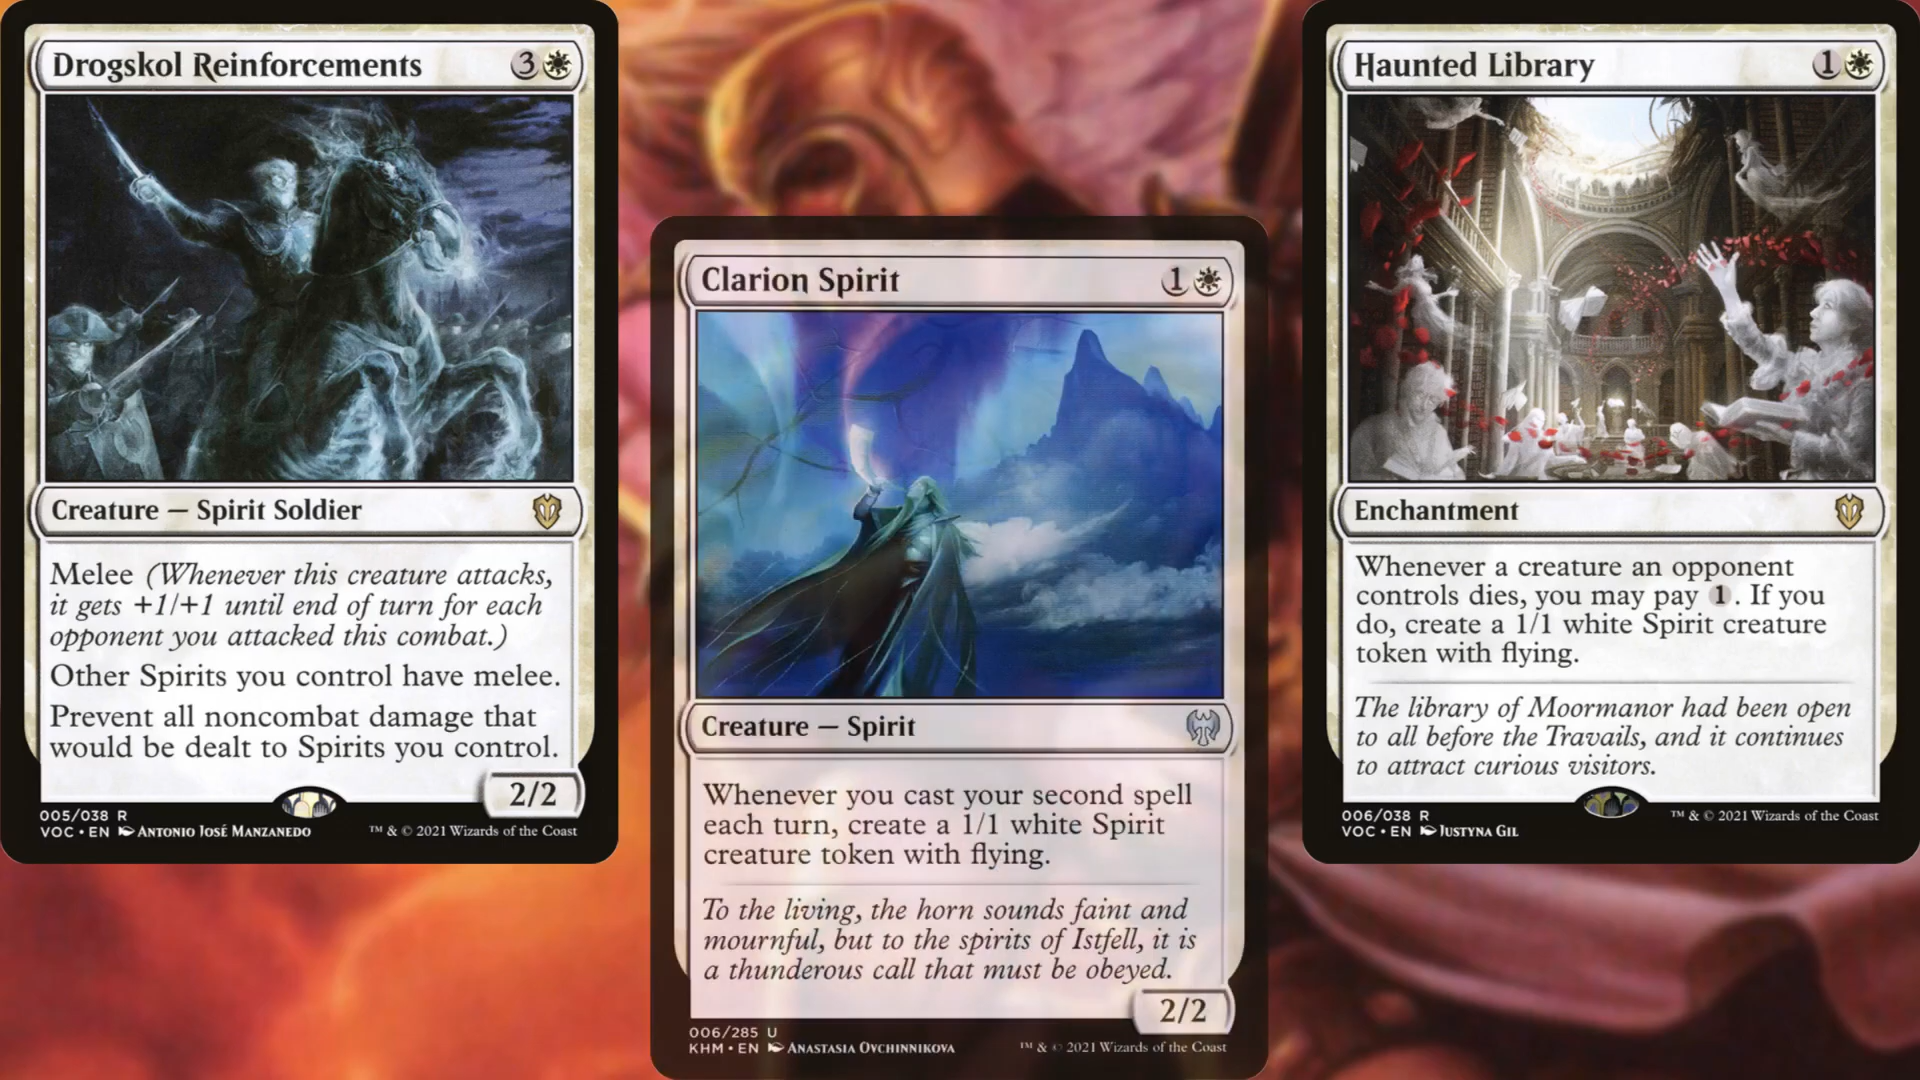 Drogskol Reinforcements 3
Creature — Spirit Soldier
Melee (Whenever this creature attacks,
it gets +1/+1 until end of turn for each
opponent you attacked this combat.)
Other Spirits you control have melee.
Prevent all noncombat damage that
would be dealt to Spirits you control.
2/2
005/038 R
VOC • EN ANTONIO JOSÉ MANZANEDO
™ & © 2021 Wizards of the Coast
Clarion Spirit 1
Creature — Spirit
Whenever you cast your second spell
each turn, create a 1/1 white Spirit
creature token with flying.
To the living, the horn sounds faint and
mournful, but to the spirits of Istfell, it is
a thunderous call that must be obeyed.
2/2
006/285 U
KHM • EN ANASTASIA OVCHINNIKOVA
™ & © 2021 Wizards of the Coast
Haunted Library 1
Enchantment
Whenever a creature an opponent
controls dies, you may pay 1. If you
do, create a 1/1 white Spirit creature
token with flying.
The library of Moormanor had been open
to all before the Travails, and it continues
to attract curious visitors.
006/038 R
VOC • EN JUSTYNA GIL
™ & © 2021 Wizards of the Coast